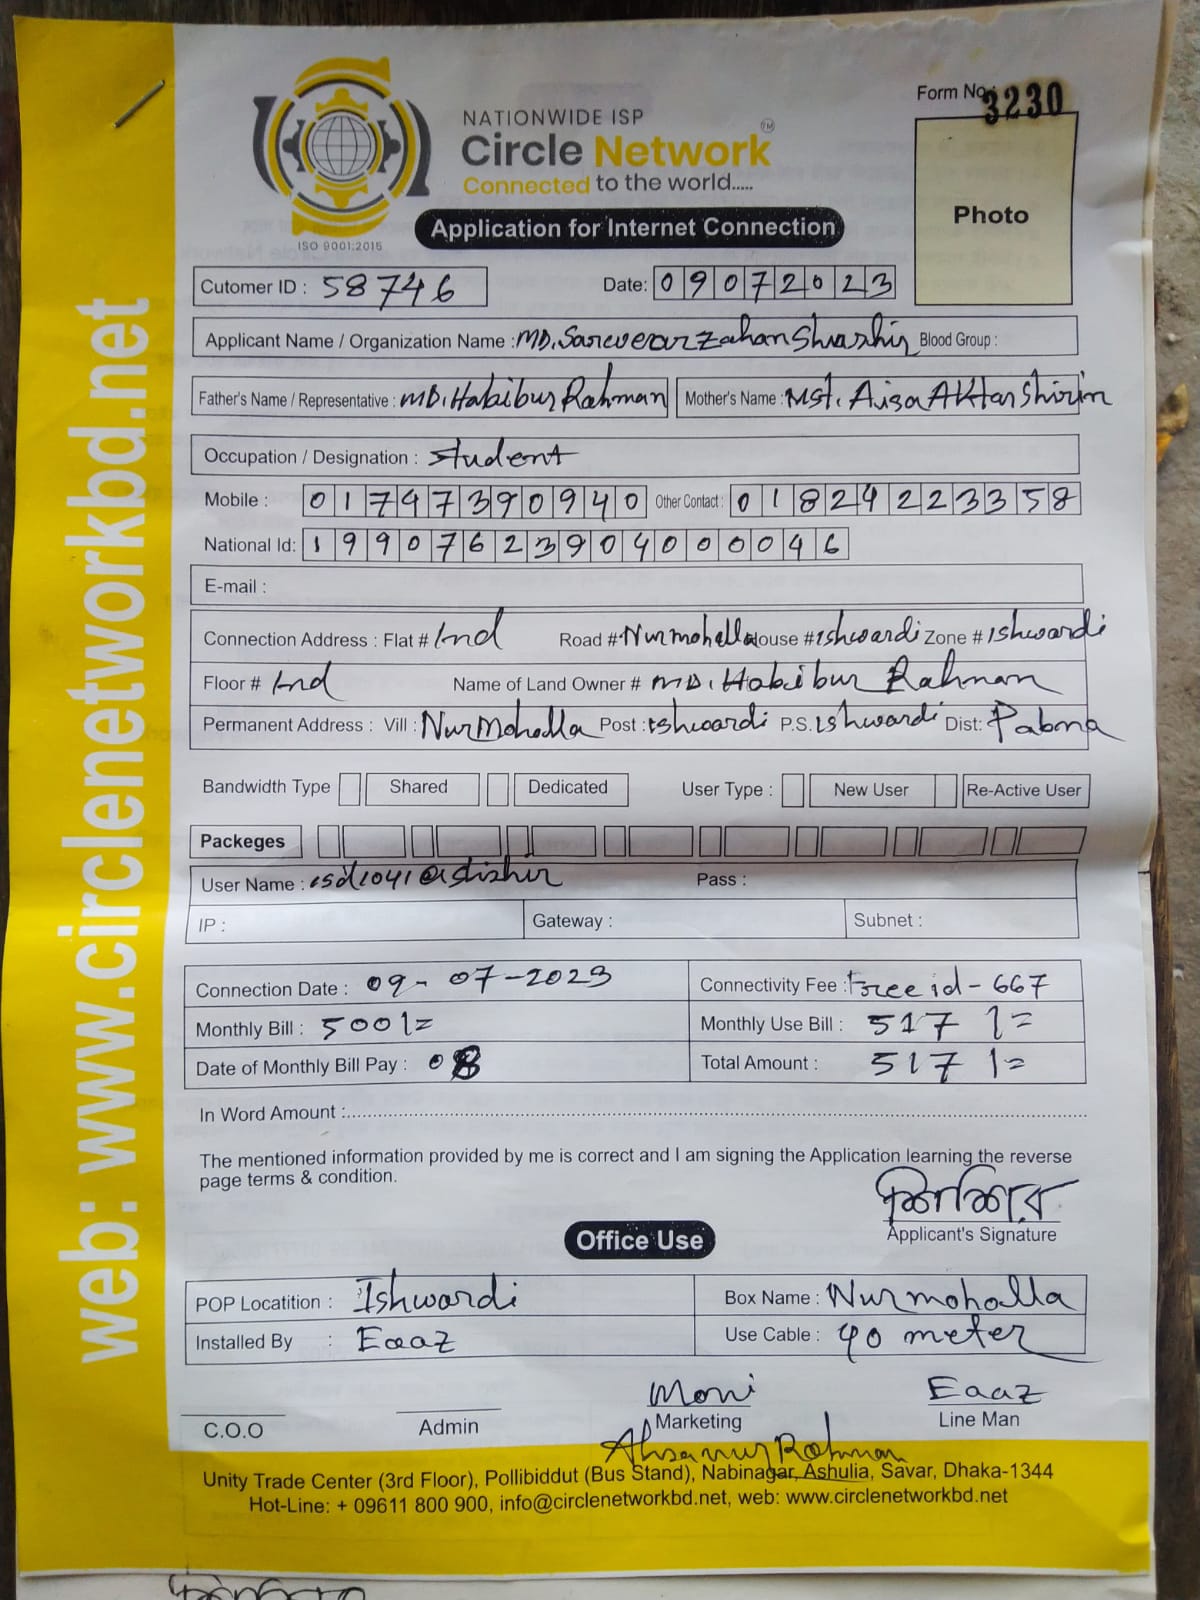 Form No. 3230
NATIONWIDE ISP
Circle Network TM
Connected to the world.....
ISO 9001:2015
Application for Internet Connection
Photo
Cutomer ID : 58746 Date: 09072023
Applicant Name / Organization Name : MD. Sarwerar Zahan Shrashir Blood Group :
Father's Name / Representative : MD. Habibur Rahman Mother's Name : Mst. Aisa AKtar Shirin
Occupation / Designation : student
Mobile : 01747390940 Other Contact : 01824223358
National Id: 19907623904000046
E-mail :
Connection Address : Flat # Ind Road # Nurmohalla House # Ishwardi Zone # Ishwardi
Floor # Ind Name of Land Owner # MD. Habibur Rahman
Permanent Address : Vill : NurMohalla Post : Ishwardi P.S. Ishwardi Dist: Pabna
Bandwidth Type Shared Dedicated User Type : New User Re-Active User
Packeges
User Name : Pass :
IP : Gateway : Subnet :
Connection Date : 09-07-2023 Connectivity Fee : Free id - 667
Monthly Bill : 500/= Monthly Use Bill : 517/=
Date of Monthly Bill Pay : 08 Total Amount : 517/=
In Word Amount :
The mentioned information provided by me is correct and I am signing the Application learning the reverse
page terms & condition.
Applicant's Signature
Office Use
POP Locatition : Ishwardi Box Name : Nurmohalla
Installed By : Eaaz Use Cable : 40 meter
C.O.O Admin Moni Marketing Eaaz Line Man
Ahsanur Rahman
Unity Trade Center (3rd Floor), Pollibiddut (Bus Stand), Nabinagar, Ashulia, Savar, Dhaka-1344
Hot-Line: + 09611 800 900, info@circlenetworkbd.net, web: www.circlenetworkbd.net
web: www.circlenetworkbd.net